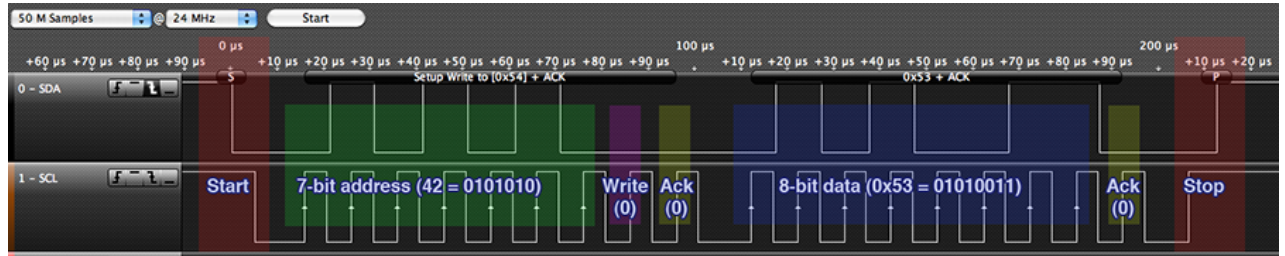 50 M Samples @ 24 MHz Start
0 µs 100 µs 200 µs
+60 µs +70 µs +80 µs +90 µs +10 µs +20 µs +30 µs +40 µs +50 µs +60 µs +70 µs +80 µs +90 µs +10 µs +20 µs +30 µs +40 µs +50 µs +60 µs +70 µs +80 µs +90 µs +10 µs +20 µs
S Setup Write to [0x54] + ACK 0x53 + ACK P
0 - SDA
1 - SCL
Start 7-bit address (42 = 0101010) Write Ack 8-bit data (0x53 = 01010011) Ack Stop
(0) (0) (0)